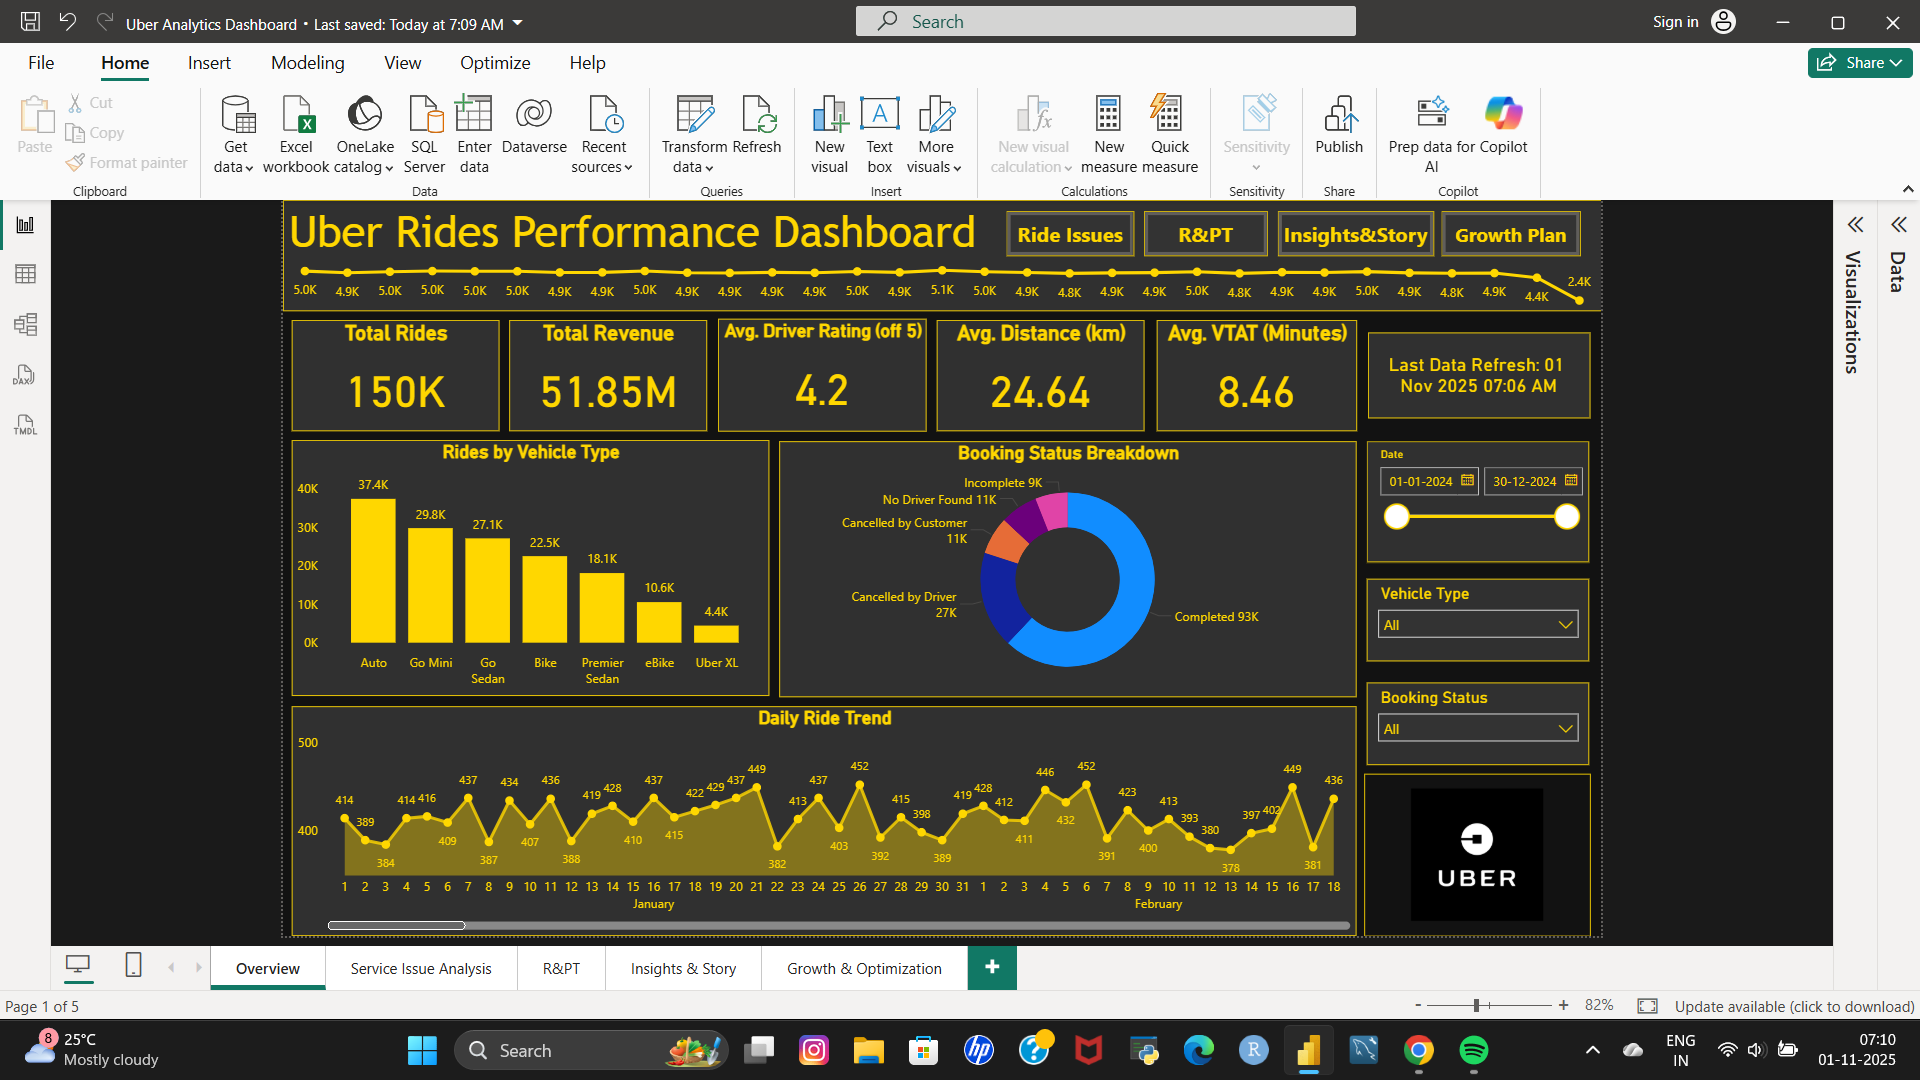 Uber Analytics Dashboard • Last saved: Today at 7:09 AM
Search
Sign in
File
Home
Insert
Modeling
View
Optimize
Help
Share
Paste
Cut
Copy
Format painter
Clipboard
Get data
Excel workbook
OneLake catalog
SQL Server
Enter data
Dataverse
Recent sources
Data
Transform data
Refresh
Queries
New visual
Text box
More visuals
Insert
New visual calculation
New measure
Quick measure
Calculations
Sensitivity
Sensitivity
Publish
Share
Prep data for AI
Copilot
Copilot
Uber Rides Performance Dashboard
Ride Issues
R&PT
Insights&Story
Growth Plan
5.0K 4.9K 5.0K 5.0K 5.0K 5.0K 4.9K 4.9K 5.0K 4.9K 4.9K 4.9K 4.9K 5.0K 4.9K 5.1K 5.0K 4.9K 4.8K 4.9K 4.9K 5.0K 4.8K 4.9K 4.9K 5.0K 4.9K 4.8K 4.9K 4.4K 2.4K
Total Rides
150K
Total Revenue
51.85M
Avg. Driver Rating (off 5)
4.2
Avg. Distance (km)
24.64
Avg. VTAT (Minutes)
8.46
Last Data Refresh: 01
Nov 2025 07:06 AM
Rides by Vehicle Type
40K
30K
20K
10K
0K
37.4K 29.8K 27.1K 22.5K 18.1K 10.6K 4.4K
Auto
Go Mini
Go Sedan
Bike
Premier Sedan
eBike
Uber XL
Booking Status Breakdown
Incomplete 9K
No Driver Found 11K
Cancelled by Customer
11K
Cancelled by Driver
27K
Completed 93K
Date
01-01-2024
30-12-2024
Vehicle Type
All
Booking Status
All
Daily Ride Trend
500
400
414 389 384 414 416 409 437 387 434 407 436 388 419 428 410 437 415 422 429 437 449 382 413 437 403 452 392 415 398 389 419 428 412 411 446 432 452 391 423 400 413 393 380 378 397 402 449 381 436
1 2 3 4 5 6 7 8 9 10 11 12 13 14 15 16 17 18 19 20 21 22 23 24 25 26 27 28 29 30 31 1 2 3 4 5 6 7 8 9 10 11 12 13 14 15 16 17 18
January
February
UBER
Visualizations
Data
DAX
TMDL
Overview
Service Issue Analysis
R&PT
Insights & Story
Growth & Optimization
+
Page 1 of 5
- + 82%
Update available (click to download)
8
25°C
Mostly cloudy
Search
hp
R
ENG
IN
07:10
01-11-2025